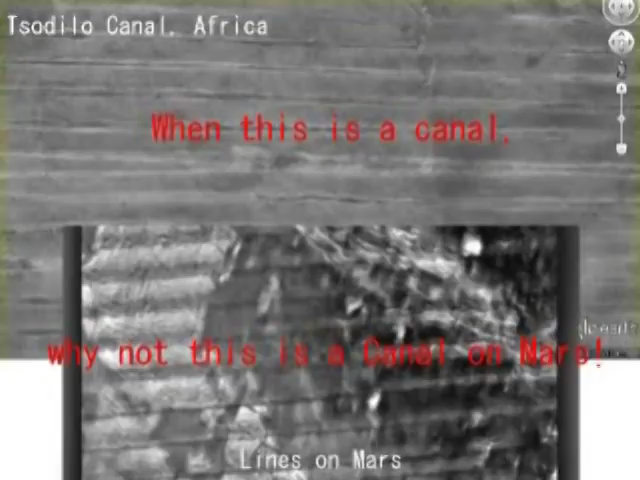 Tsodilo Canal. Africa
When this is a canal.
why not this is a Canal on Mars!
Lines on Mars